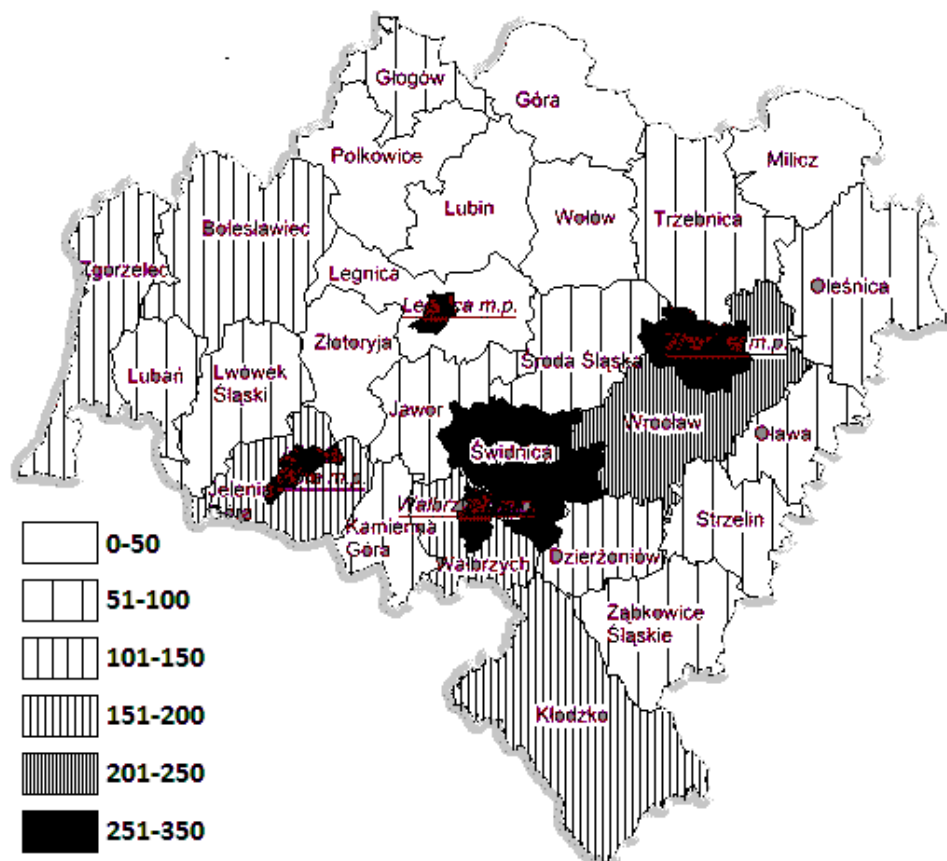 Głogów
Góra
Polkowice
Milicz
Lubin
Wołów
Trzebnica
Bolesławiec
Zgorzelec
Legnica
Oleśnica
m.p.
Złotoryja
m.p.
Środa Śląska
Lubań
Lwówek
Śląski
Jawor
Wrocław
Oława
Świdnica
m.p.
Jelenia
Wałbrzych m.p.
Strzelin
Kamienna
Góra
Wałbrzych
Dzierżoniów
Ząbkowice
Śląskie
Kłodzko
0-50
51-100
101-150
151-200
201-250
251-350